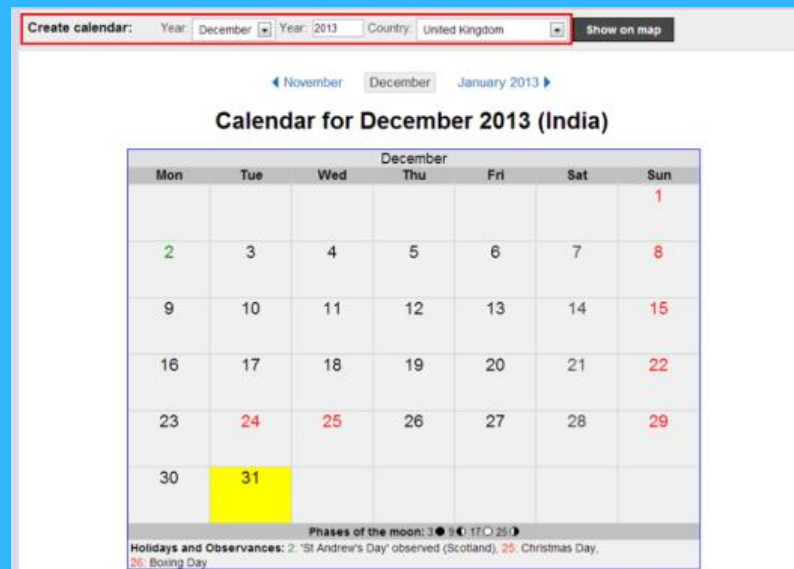 Create calendar: Year: December Year: 2013 Country: United Kingdom Show on map
November December January 2013
Calendar for December 2013 (India)
December
Mon Tue Wed Thu Fri Sat Sun
1
2 3 4 5 6 7 8
9 10 11 12 13 14 15
16 17 18 19 20 21 22
23 24 25 26 27 28 29
30 31
Phases of the moon: 3 9 17 25
Holidays and Observances: 2: 'St Andrew's Day' observed (Scotland), 25: Christmas Day,
26: Boxing Day